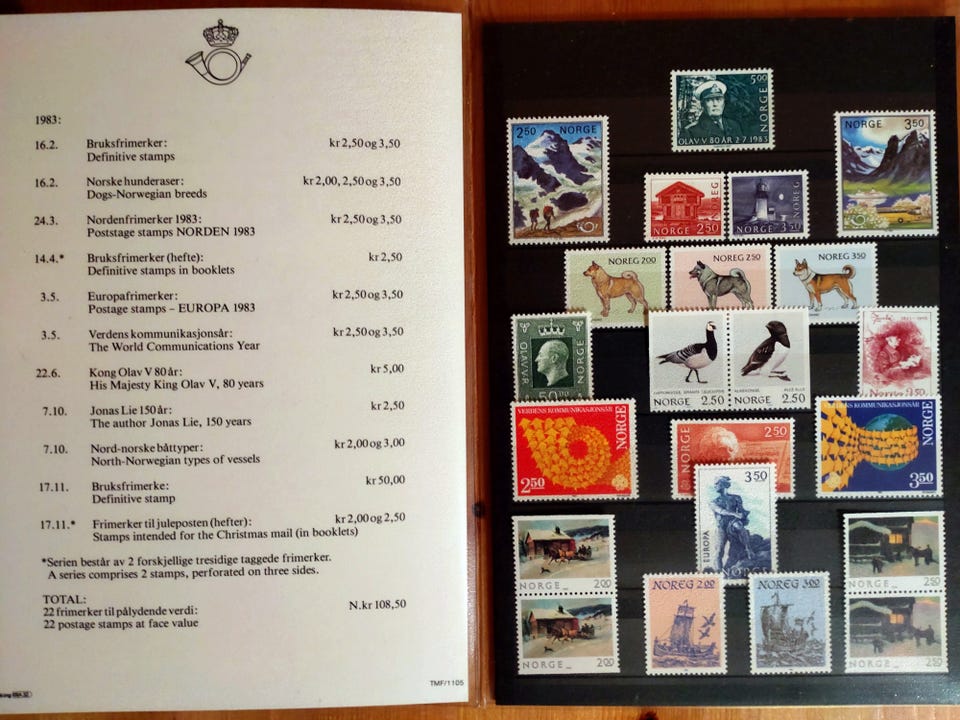 1983:
16.2. Bruksfrimerker: kr 2,50 og 3,50
Definitive stamps
16.2. Norske hunderaser: kr 2,00, 2,50 og 3,50
Dogs-Norwegian breeds
24.3. Nordenfrimerker 1983: kr 2,50 og 3,50
Poststage stamps NORDEN 1983
14.4.* Bruksfrimerker (hefte): kr 2,50
Definitive stamps in booklets
3.5. Europafrimerker: kr 2,50 og 3,50
Postage stamps – EUROPA 1983
3.5. Verdens kommunikasjonsår: kr 2,50 og 3,50
The World Communications Year
22.6. Kong Olav V 80 år: kr 5,00
His Majesty King Olav V, 80 years
7.10. Jonas Lie 150 år: kr 2,50
The author Jonas Lie, 150 years
7.10. Nord-norske båttyper: kr 2,00 og 3,00
North-Norwegian types of vessels
17.11. Bruksfrimerke: kr 50,00
Definitive stamp
17.11.* Frimerker til juleposten (hefter): kr 2,00 og 2,50
Stamps intended for the Christmas mail (in booklets)
*Serien består av 2 forskjellige tresidige taggede frimerker.
A series comprises 2 stamps, perforated on three sides.
TOTAL:
22 frimerker til pålydende verdi: N.kr 108,50
22 postage stamps at face value
TMF/1105
5.00
NORGE
OLAV V 80 ÅR 2·7·1983
2.50 NORGE
NORGE 3.50
NOREG
NORGE 2.50
NOREG
NORGE 3.50
NOREG 2.00
NOREG 2.50
NOREG 3.50
OLAV·V·R
NORGE
50.00
NORGE 2.50
NORGE 2.50
VERDENS KOMMUNIKASJONSÅR
NORGE
2.50
NORGE
2.50
VERDENS KOMMUNIKASJONSÅR
NORGE
3.50
3.50
EUROPA
NORGE 2.00
NORGE 2.00
NOREG 2.00
NOREG 3.00
NORGE 2.50
NORGE 2.50